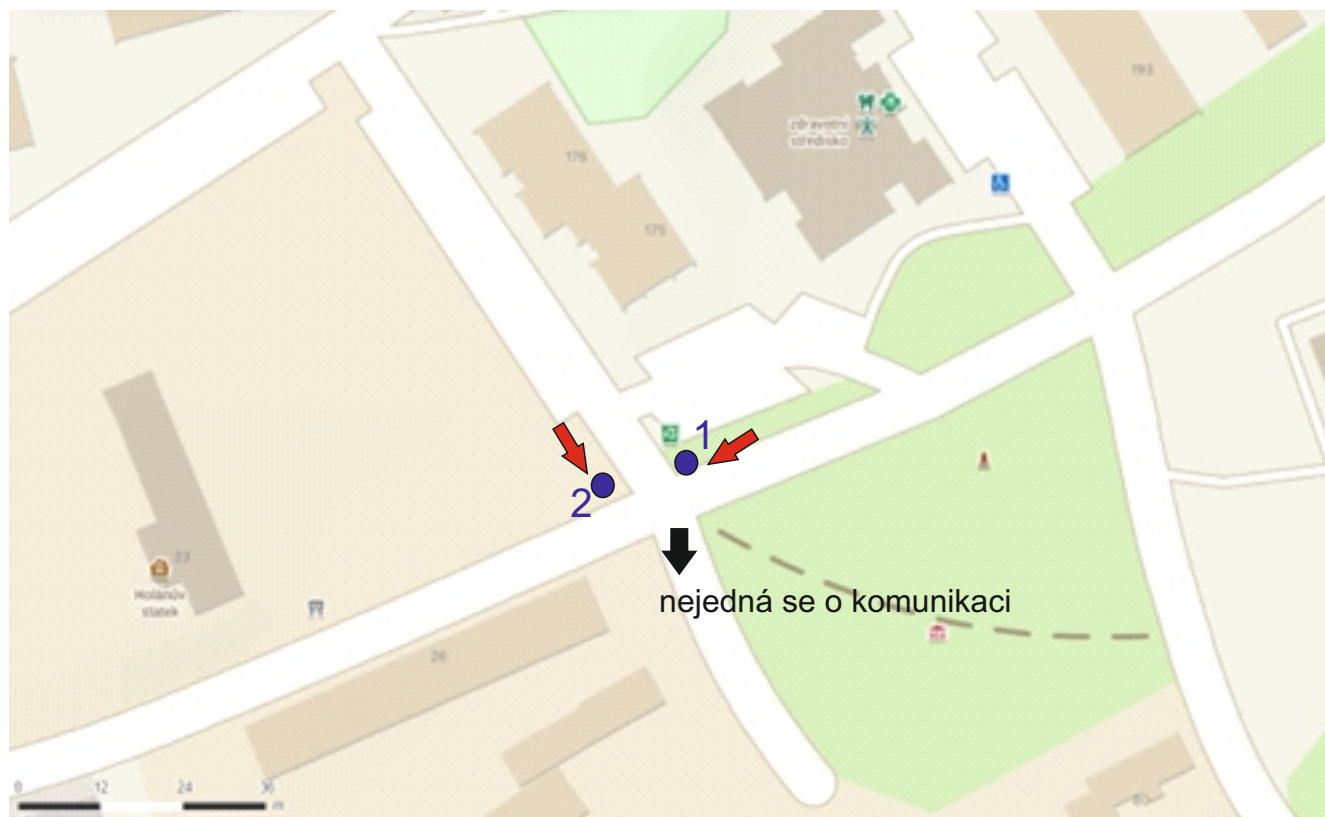 193
176
zdravotní
středisko
175
1
2
23
Holanův
statek
nejedná se o komunikaci
26
0 12 24 36
m
60